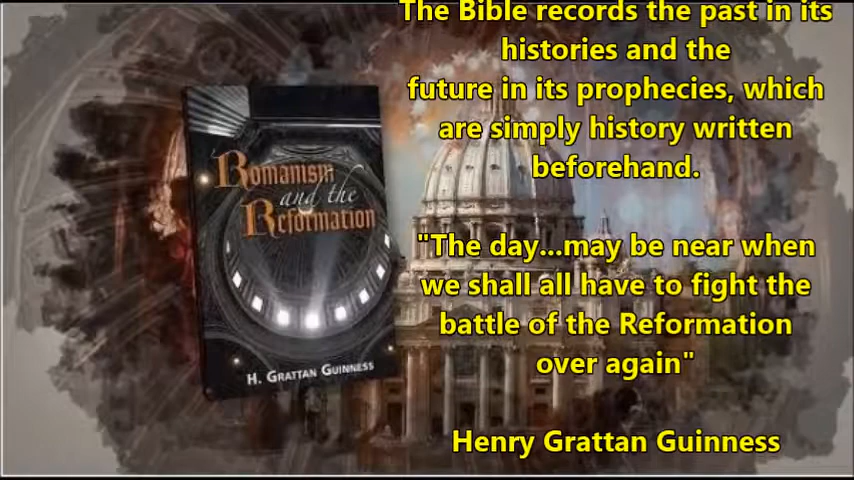 The Bible records the past in its
histories and the
future in its prophecies, which
are simply history written
beforehand.
"The day...may be near when
we shall all have to fight the
battle of the Reformation
over again"
Henry Grattan Guinness
Romanism
and the
Reformation
H. Grattan Guinness